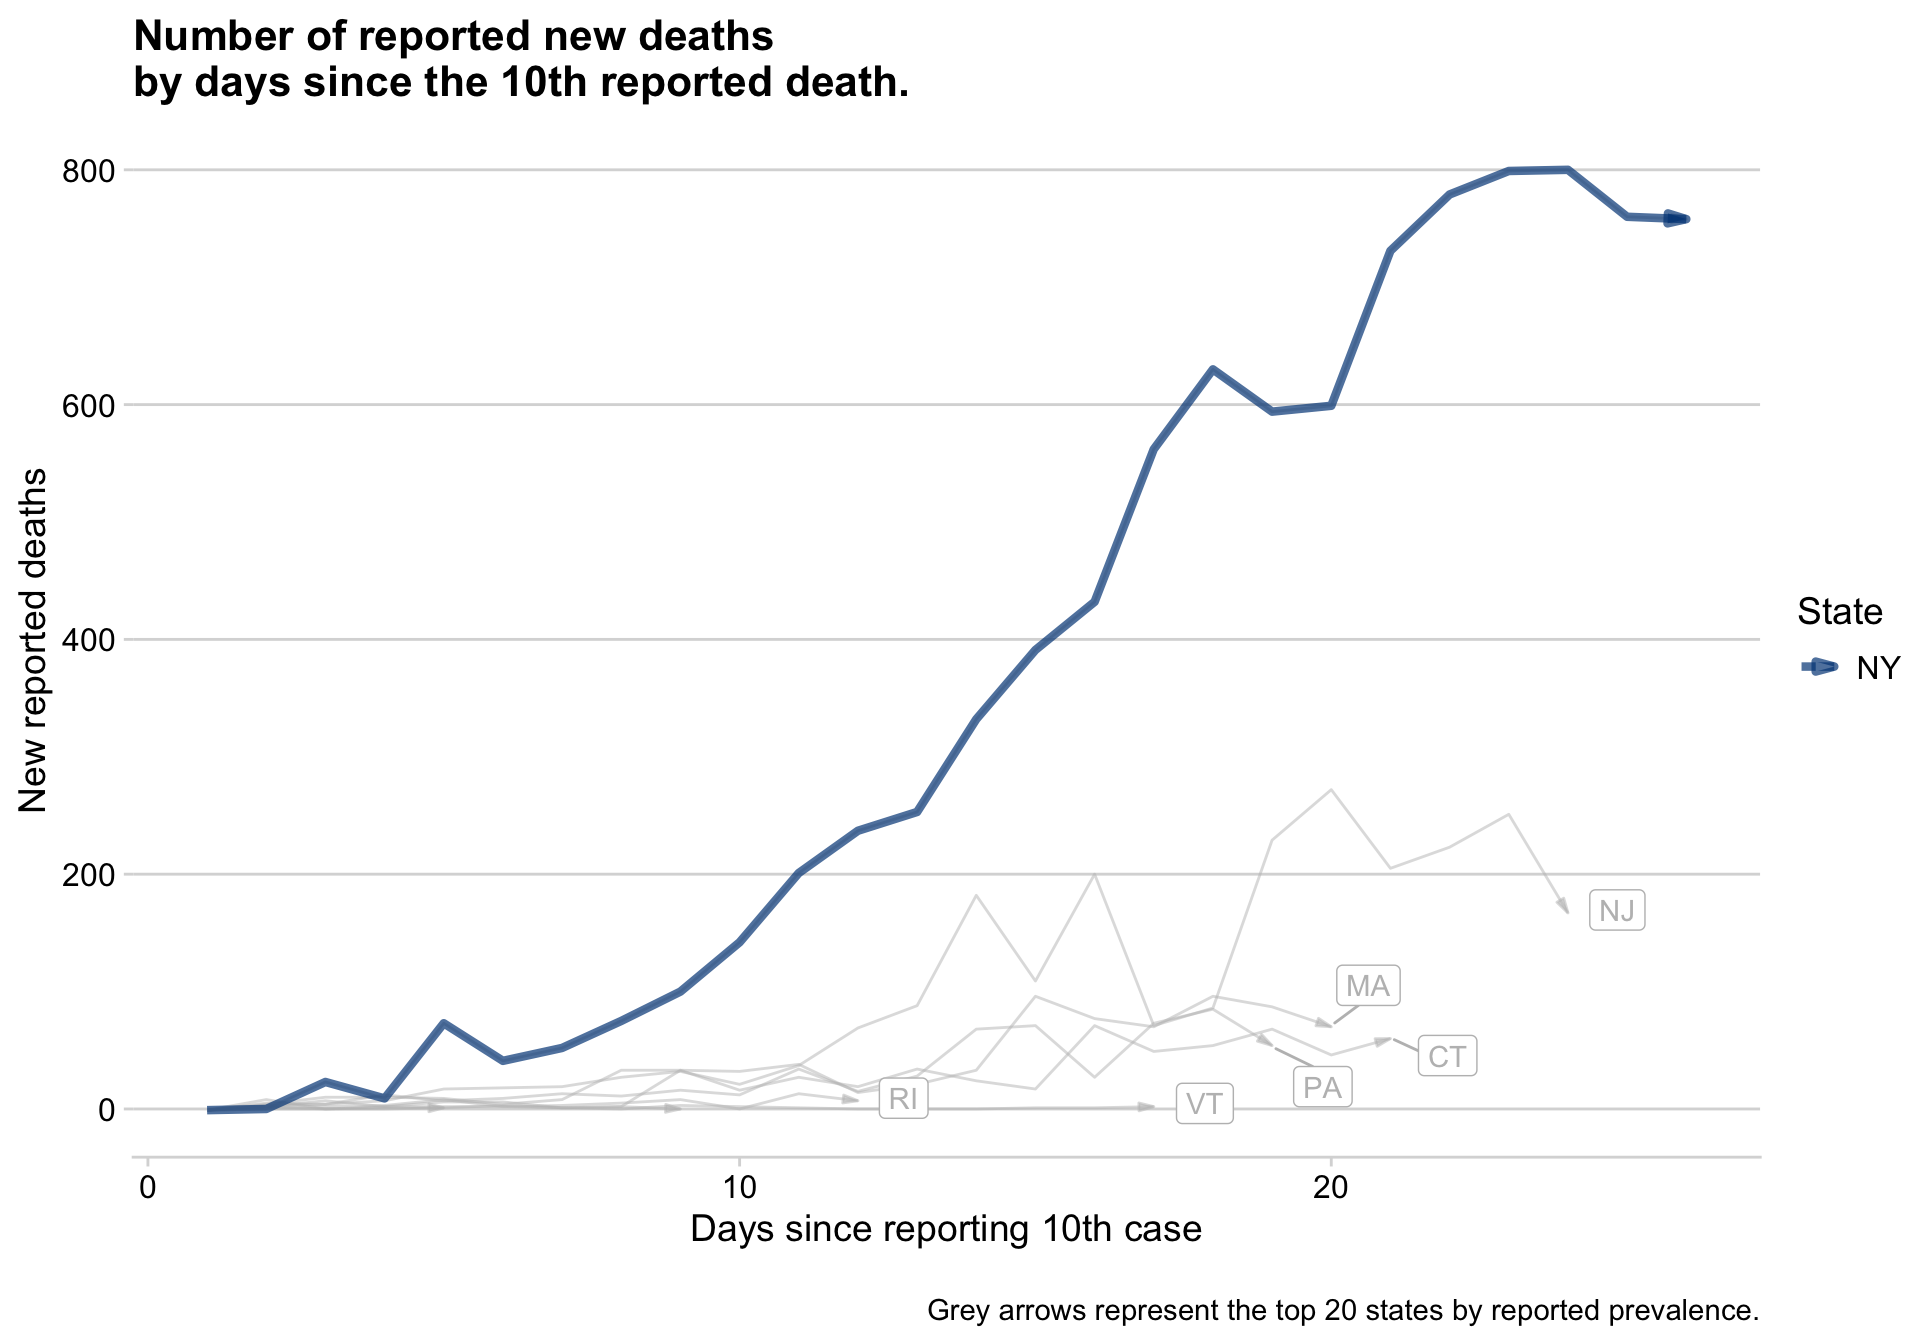 Number of reported new deaths
by days since the 10th reported death.
800
600
400
200
0
New reported deaths
NJ
MA
CT
PA
RI
VT
State
NY
0
10
20
Days since reporting 10th case
Grey arrows represent the top 20 states by reported prevalence.